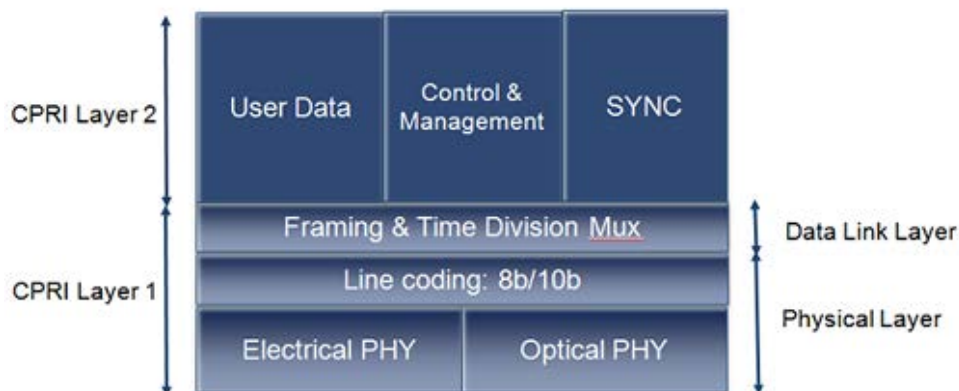 CPRI Layer 2
User Data
Control &
Management
SYNC
Framing & Time Division Mux
Data Link Layer
CPRI Layer 1
Line coding: 8b/10b
Physical Layer
Electrical PHY
Optical PHY